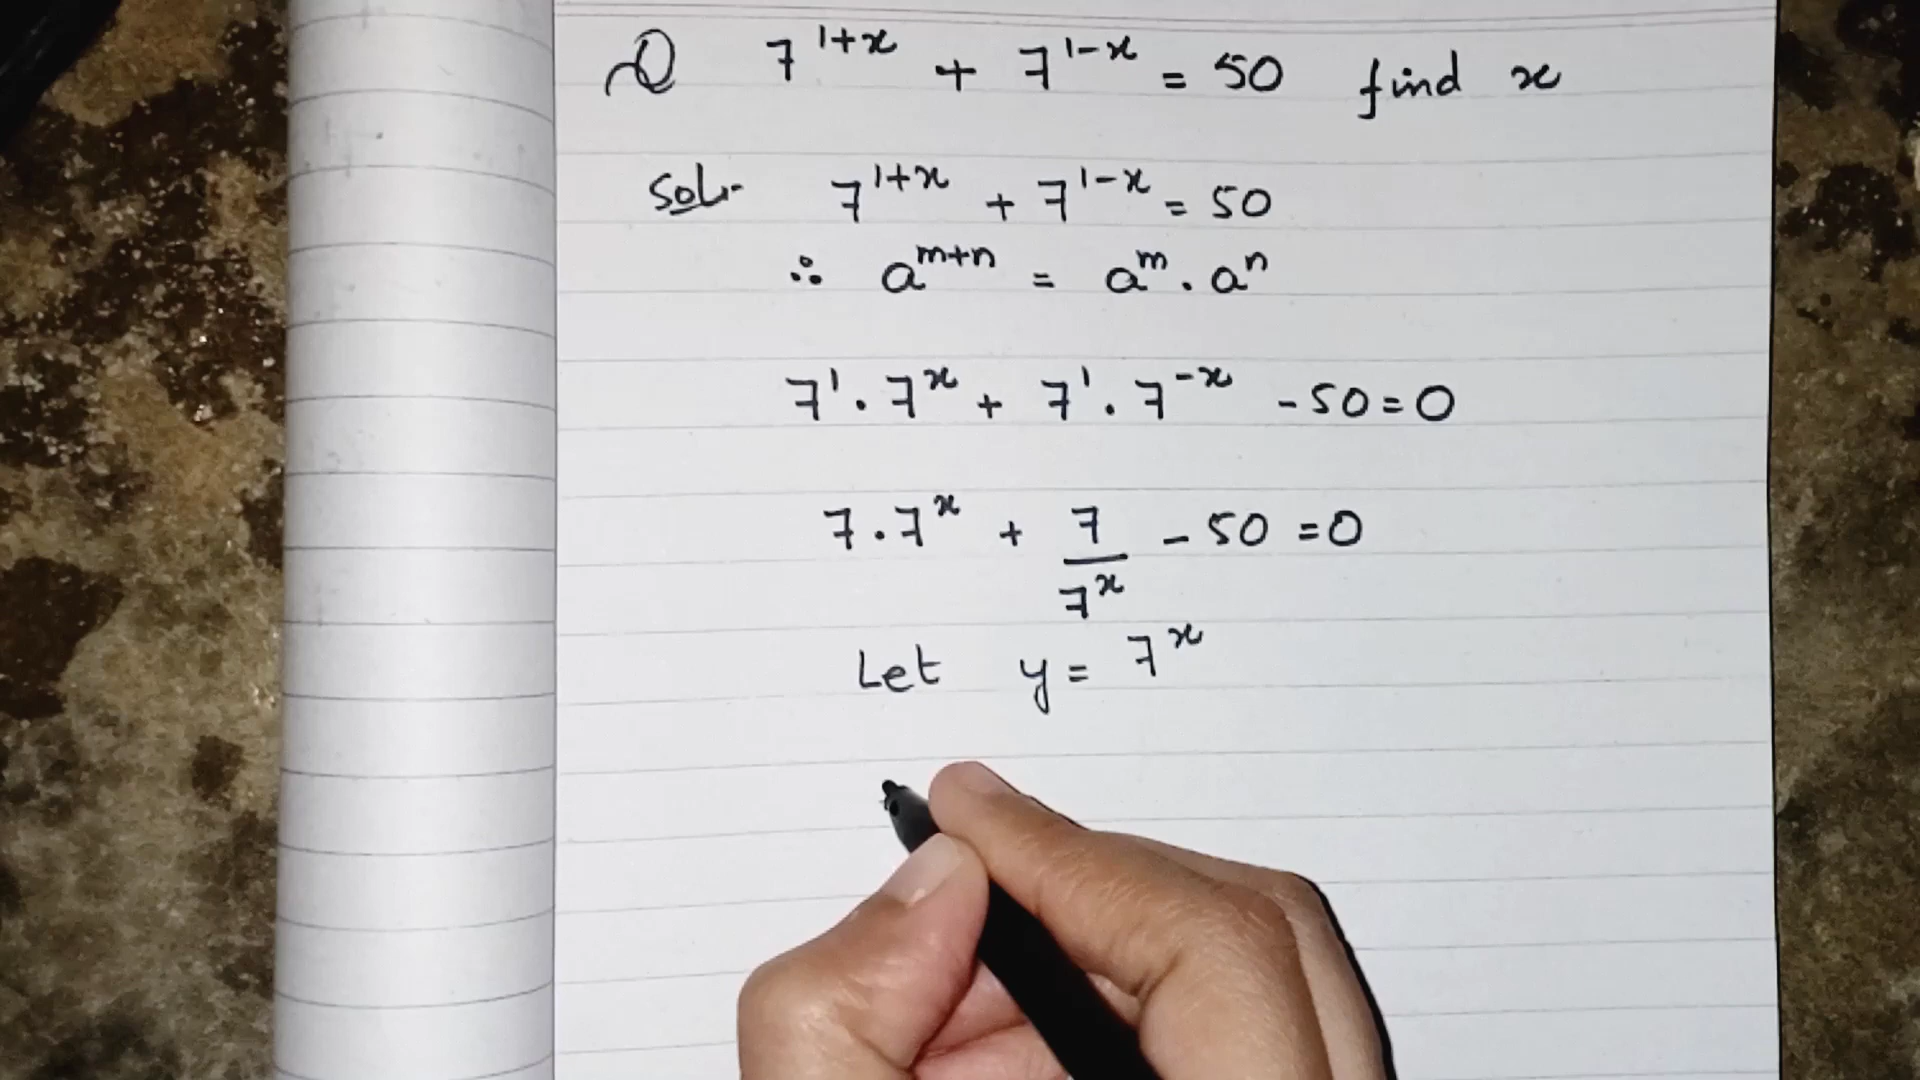 Q 7^{1+x} + 7^{1-x} = 50 find x
Sol. 7^{1+x} + 7^{1-x} = 50
∴ a^{m+n} = a^m . a^n
7^1 . 7^x + 7^1 . 7^{-x} - 50 = 0
7 . 7^x + \frac{7}{7^x} - 50 = 0
Let y = 7^x